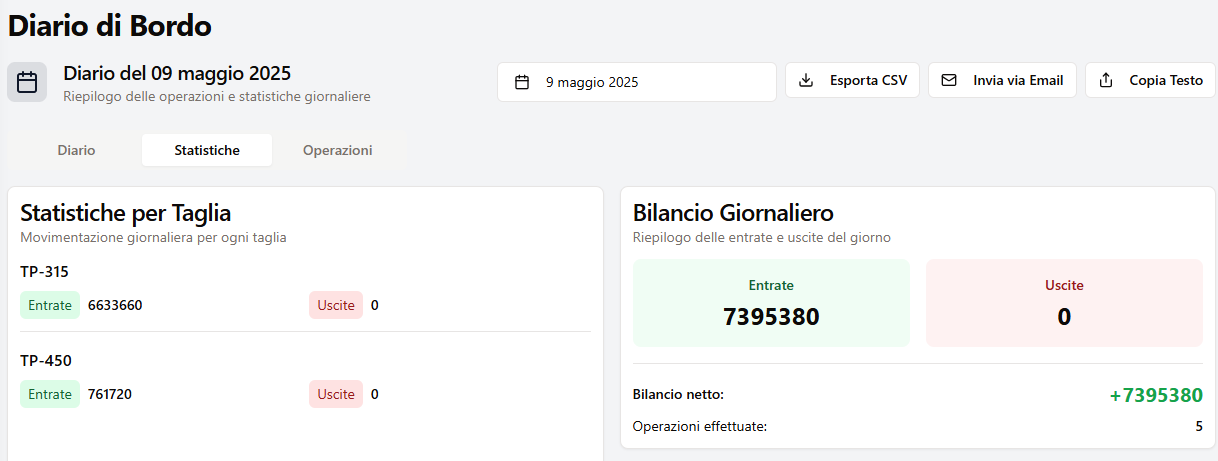 Diario di Bordo
Diario del 09 maggio 2025
Riepilogo delle operazioni e statistiche giornaliere
9 maggio 2025
Esporta CSV
Invia via Email
Copia Testo
Diario
Statistiche
Operazioni
Statistiche per Taglia
Movimentazione giornaliera per ogni taglia
TP-315
Entrate 6633660 Uscite 0
TP-450
Entrate 761720 Uscite 0
Bilancio Giornaliero
Riepilogo delle entrate e uscite del giorno
Entrate
7395380
Uscite
0
Bilancio netto: +7395380
Operazioni effettuate: 5